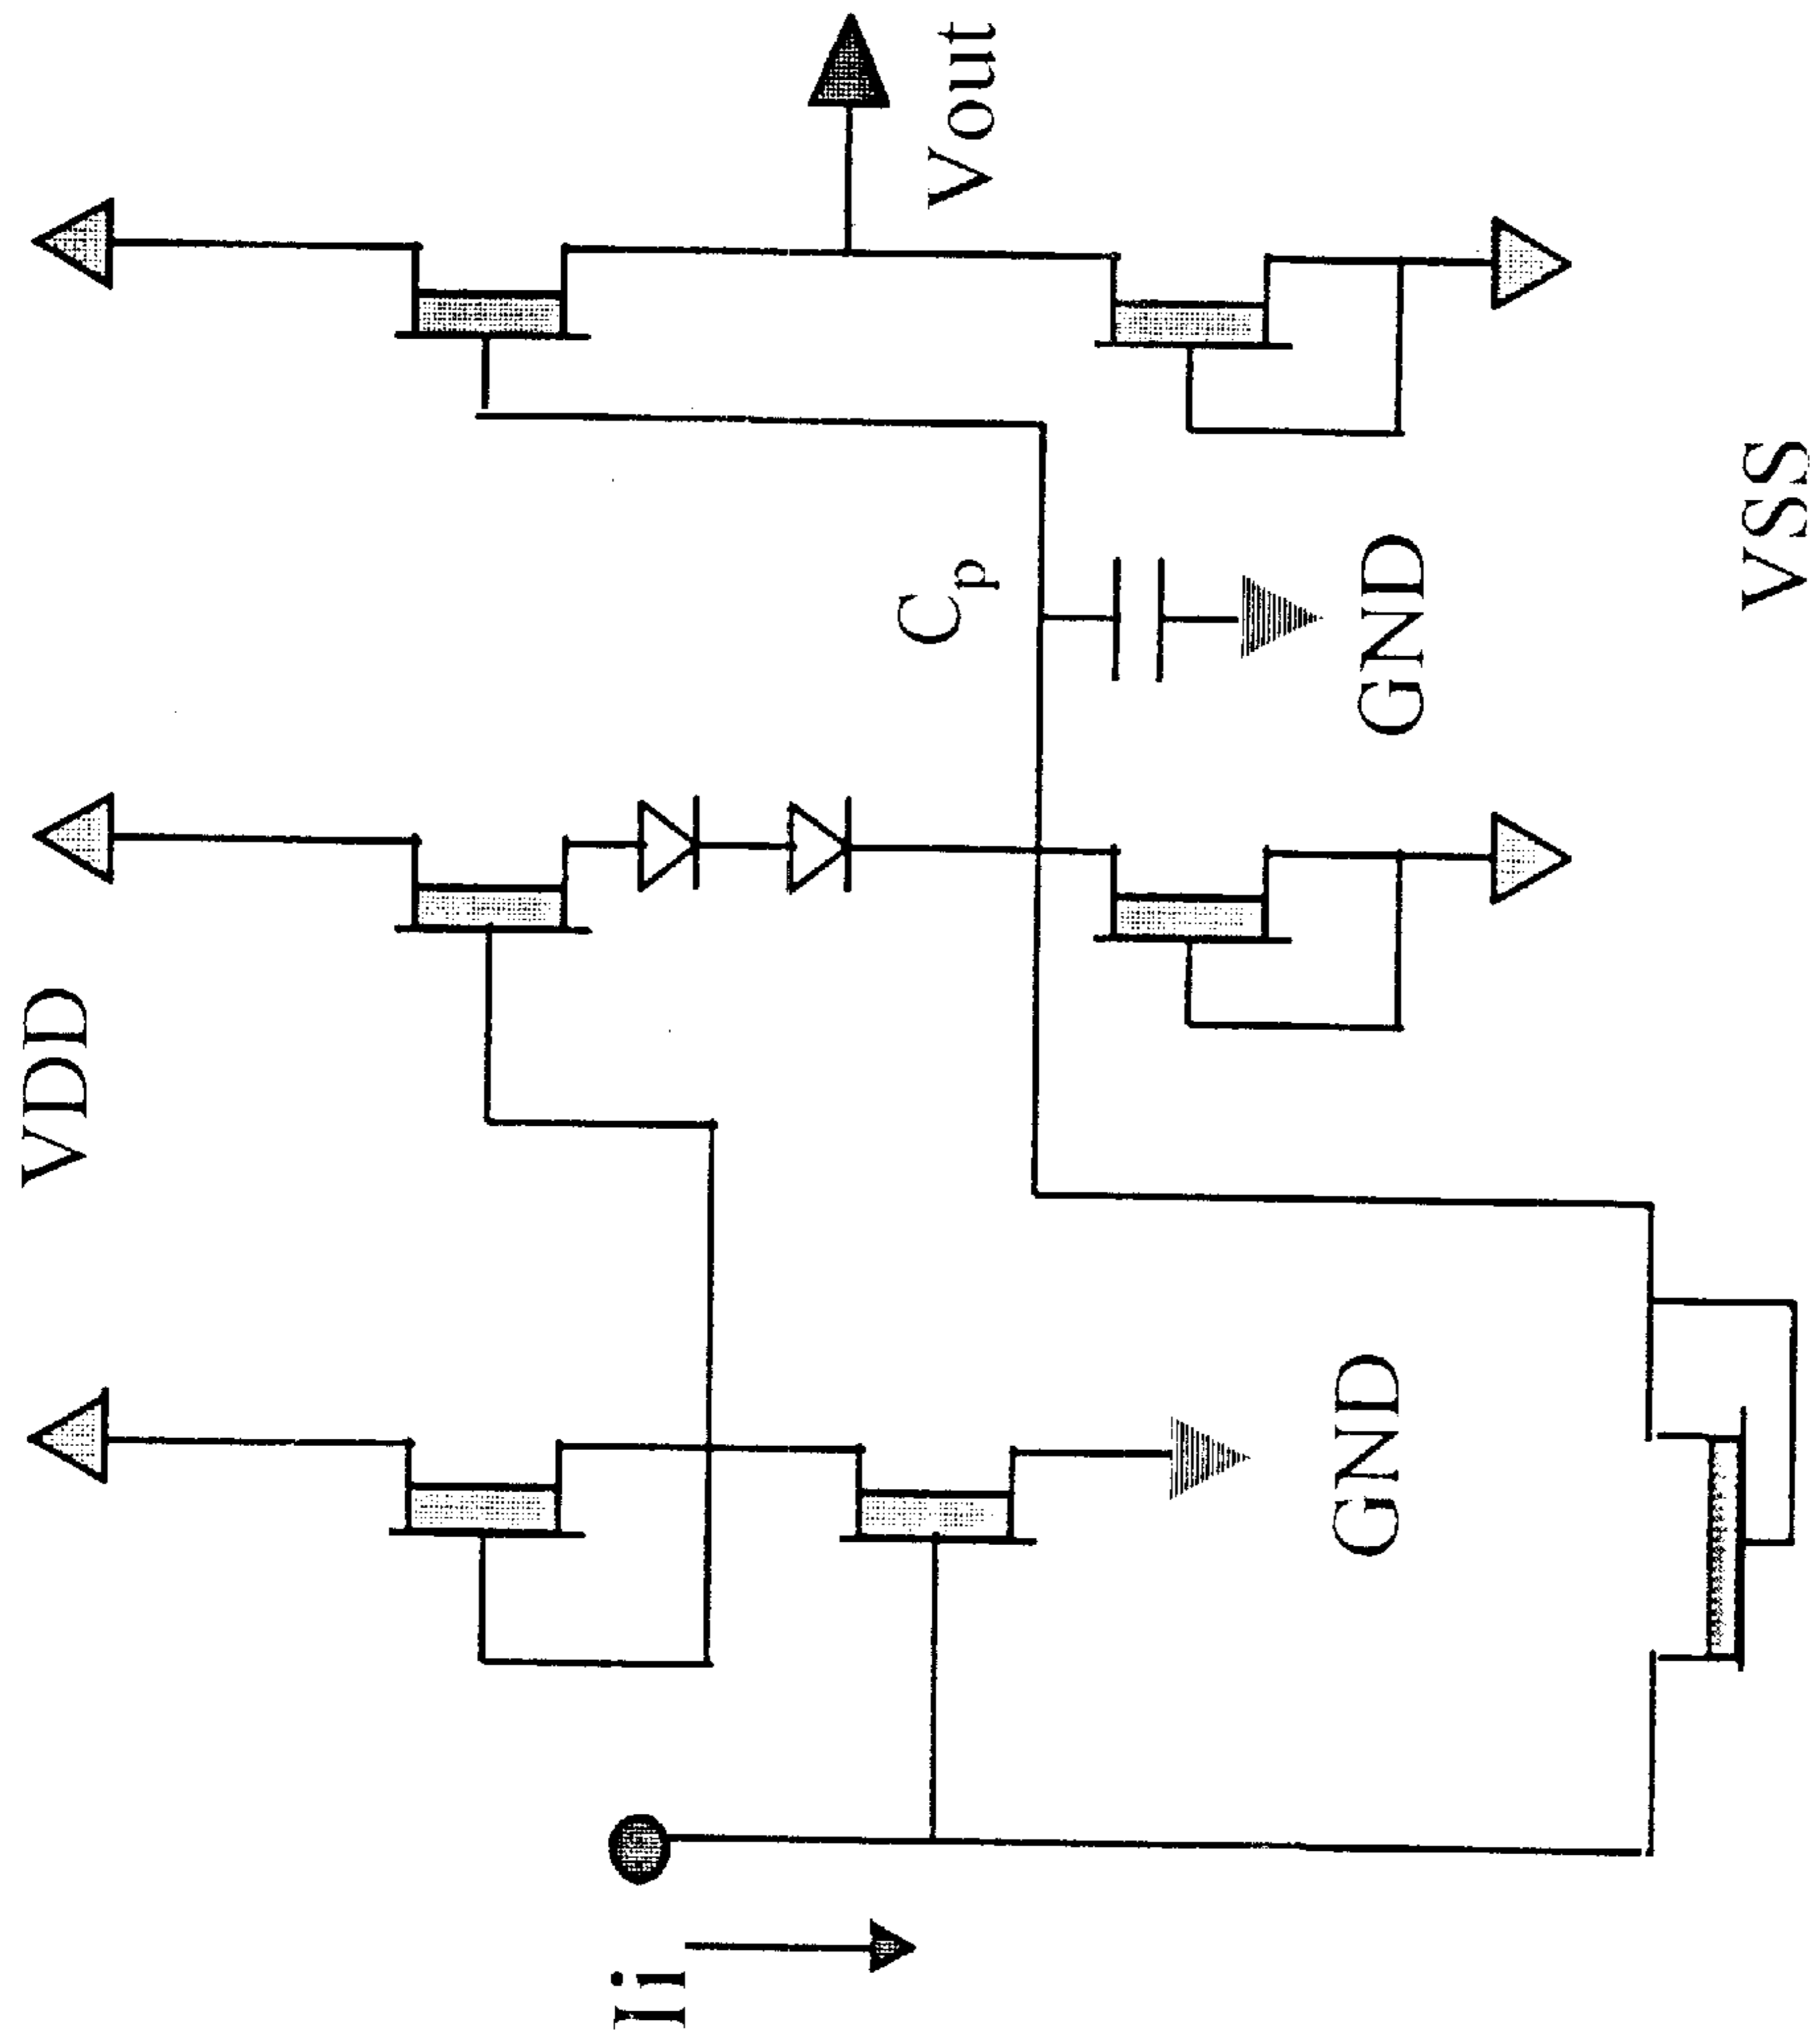 VDD
Vout
Cp
GND
GND
VSS
Ii